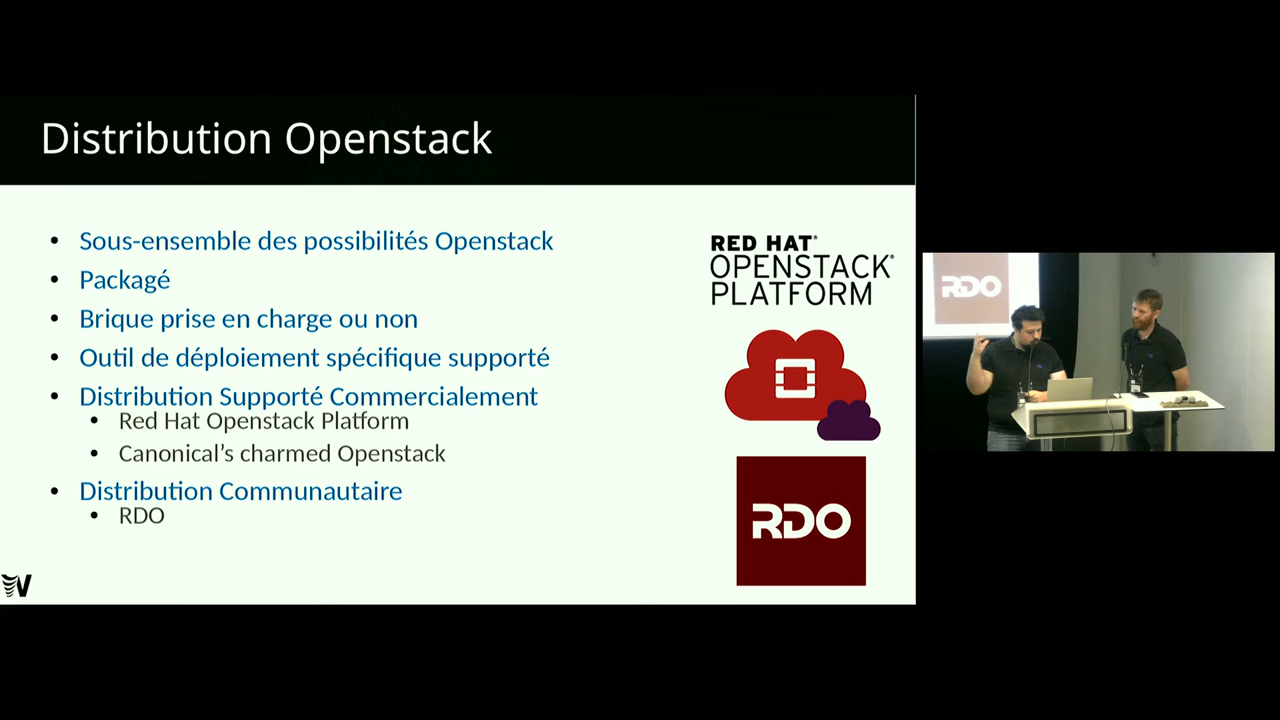 Distribution Openstack
Sous-ensemble des possibilités Openstack
Packagé
Brique prise en charge ou non
Outil de déploiement spécifique supporté
Distribution Supporté Commercialement
Red Hat Openstack Platform
Canonical's charmed Openstack
Distribution Communautaire
RDO
RED HAT®
OPENSTACK®
PLATFORM
RDO
RDO